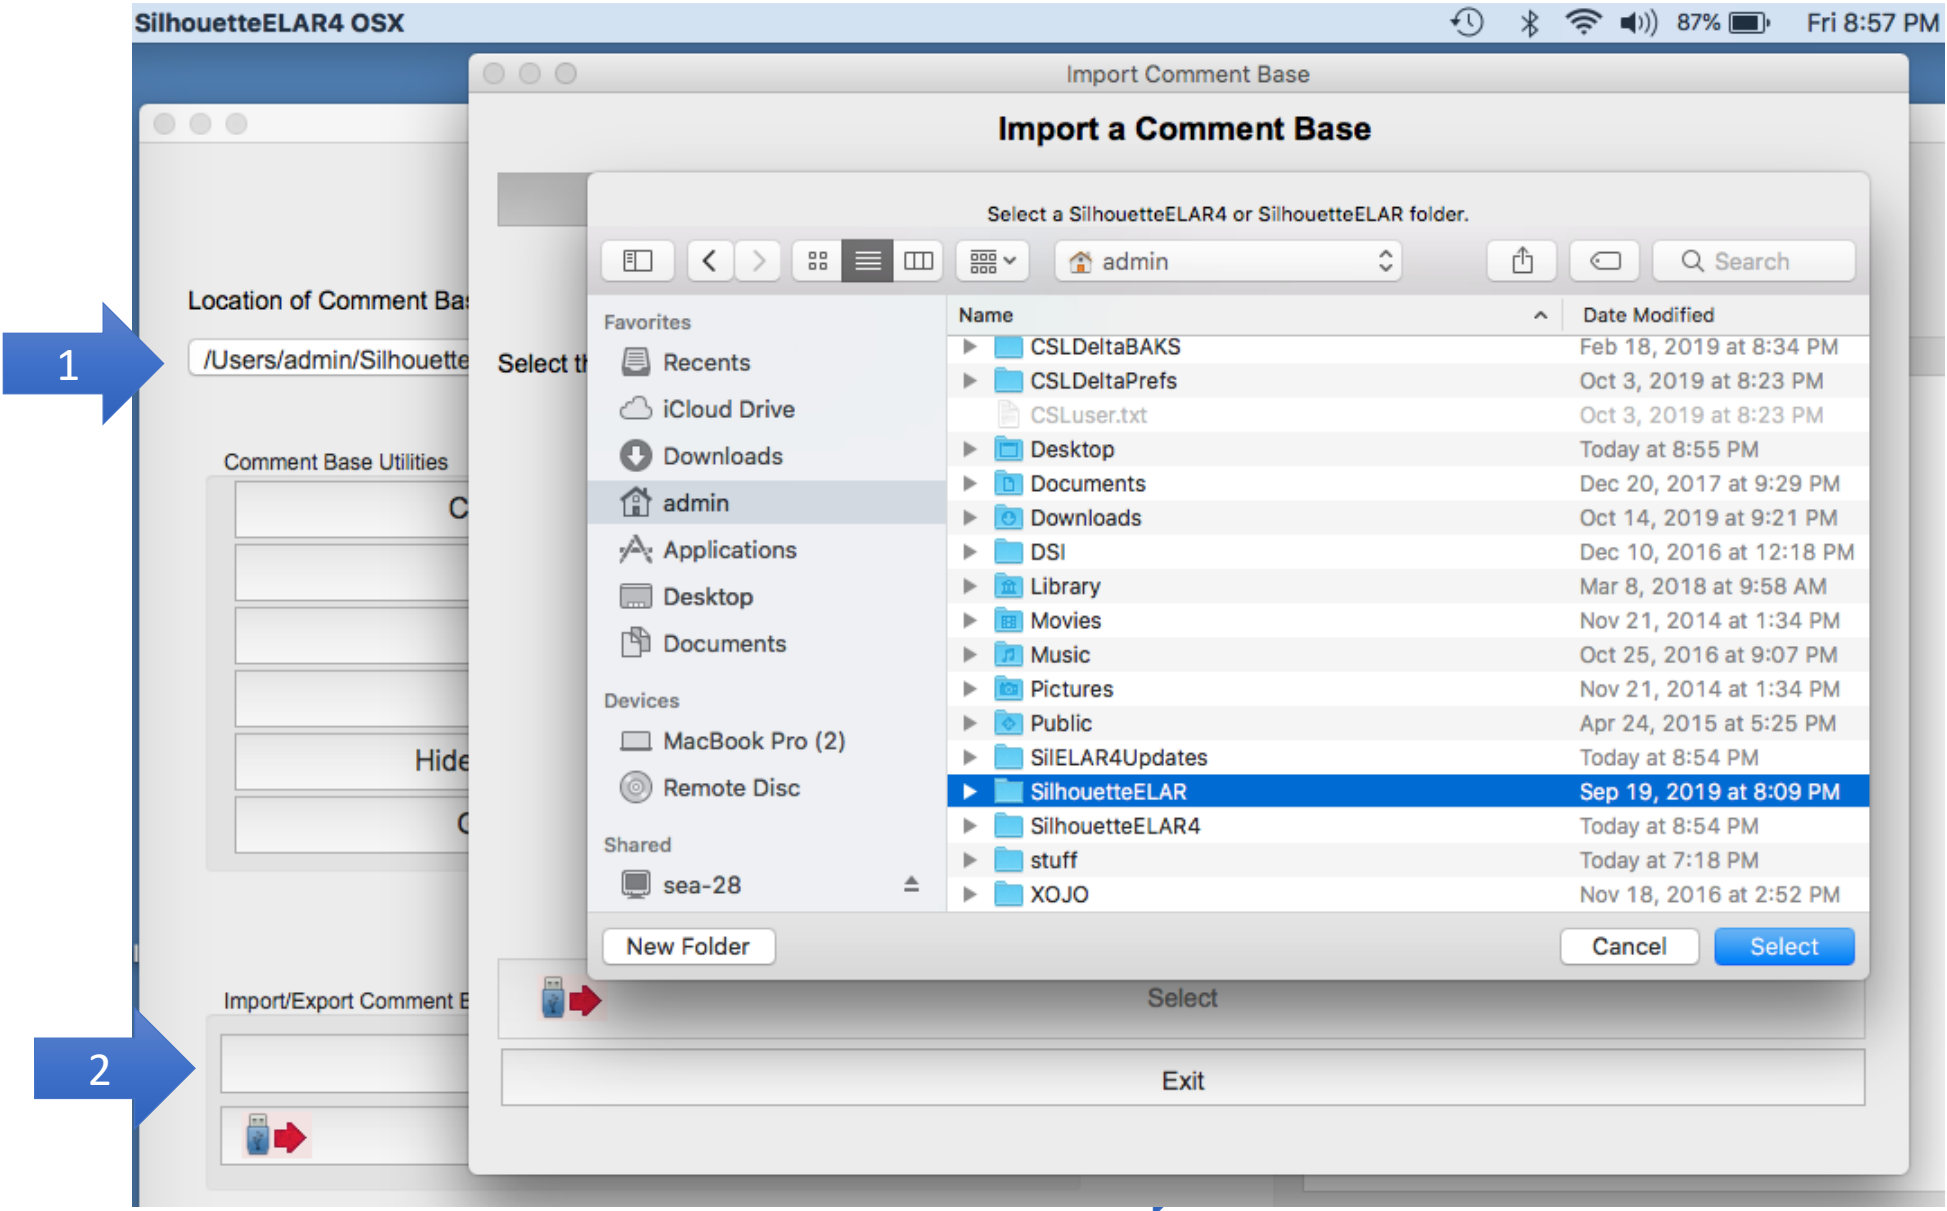 SilhouetteELAR4 OSX
87%
Fri 8:57 PM
Import Comment Base
Import a Comment Base
Select a SilhouetteELAR4 or SilhouetteELAR folder.
admin
Search
Location of Comment Bas
1
/Users/admin/Silhouette
Select th
Comment Base Utilities
C
Hide
Import/Export Comment
2
Favorites
Recents
iCloud Drive
Downloads
admin
Applications
Desktop
Documents
Devices
MacBook Pro (2)
Remote Disc
Shared
sea-28
Name Date Modified
CSLDeltaBAKS Feb 18, 2019 at 8:34 PM
CSLDeltaPrefs Oct 3, 2019 at 8:23 PM
CSLuser.txt Oct 3, 2019 at 8:23 PM
Desktop Today at 8:55 PM
Documents Dec 20, 2017 at 9:29 PM
Downloads Oct 14, 2019 at 9:21 PM
DSI Dec 10, 2016 at 12:18 PM
Library Mar 8, 2018 at 9:58 AM
Movies Nov 21, 2014 at 1:34 PM
Music Oct 25, 2016 at 9:07 PM
Pictures Nov 21, 2014 at 1:34 PM
Public Apr 24, 2015 at 5:25 PM
SilELAR4Updates Today at 8:54 PM
SilhouetteELAR Sep 19, 2019 at 8:09 PM
SilhouetteELAR4 Today at 8:54 PM
stuff Today at 7:18 PM
XOJO Nov 18, 2016 at 2:52 PM
New Folder
Cancel
Select
Select
Exit